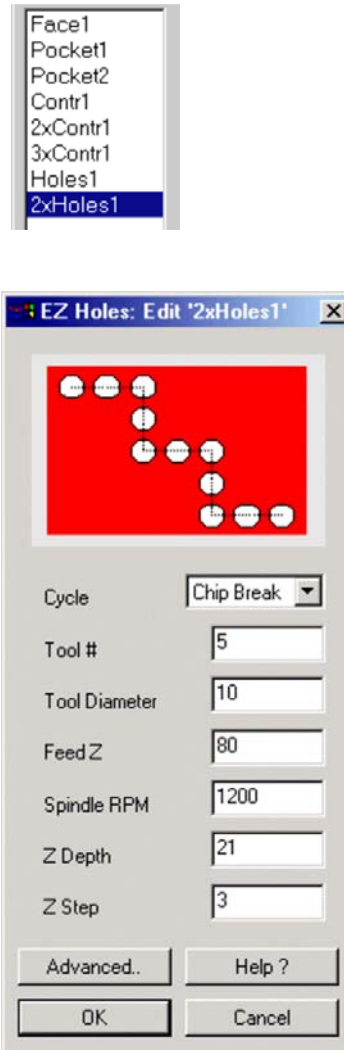 Face1
Pocket1
Pocket2
Contr1
2xContr1
3xContr1
Holes1
2xHoles1
EZ Holes: Edit '2xHoles1'
Cycle Chip Break
Tool # 5
Tool Diameter 10
Feed Z 80
Spindle RPM 1200
Z Depth 21
Z Step 3
Advanced.. Help ?
OK Cancel